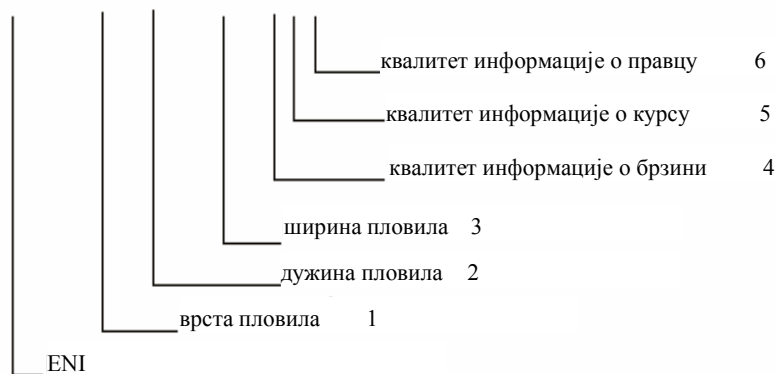 квалитет информације о правцу 6
квалитет информације о курсу 5
квалитет информације о брзини 4
ширина пловила 3
дужина пловила 2
врста пловила 1
ENI